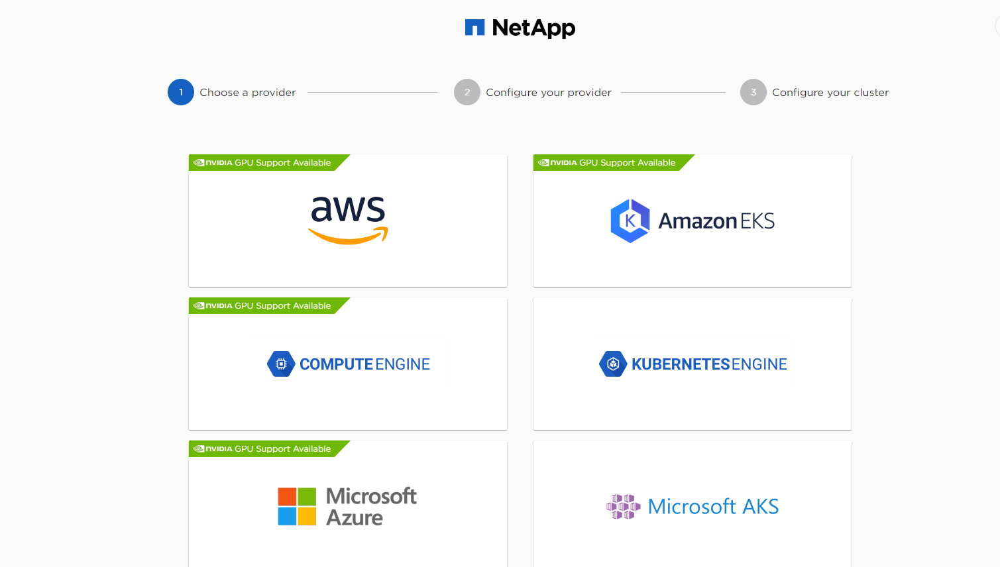 NetApp
1 Choose a provider
2 Configure your provider
3 Configure your cluster
NVIDIA GPU Support Available
aws
NVIDIA GPU Support Available
K Amazon EKS
NVIDIA GPU Support Available
COMPUTE ENGINE
KUBERNETES ENGINE
NVIDIA GPU Support Available
Microsoft
Azure
Microsoft AKS